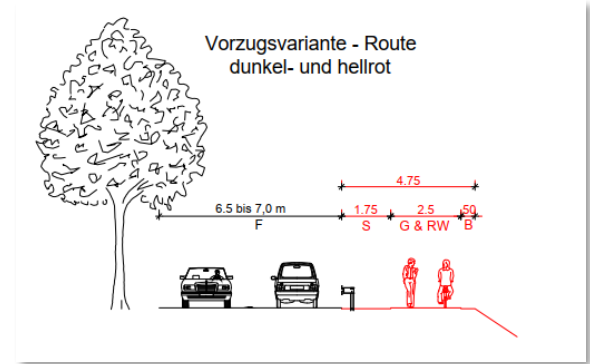 Vorzugsvariante - Route
dunkel- und hellrot
4.75
6.5 bis 7,0 m 1.75 2.5 50
F S G & RW B